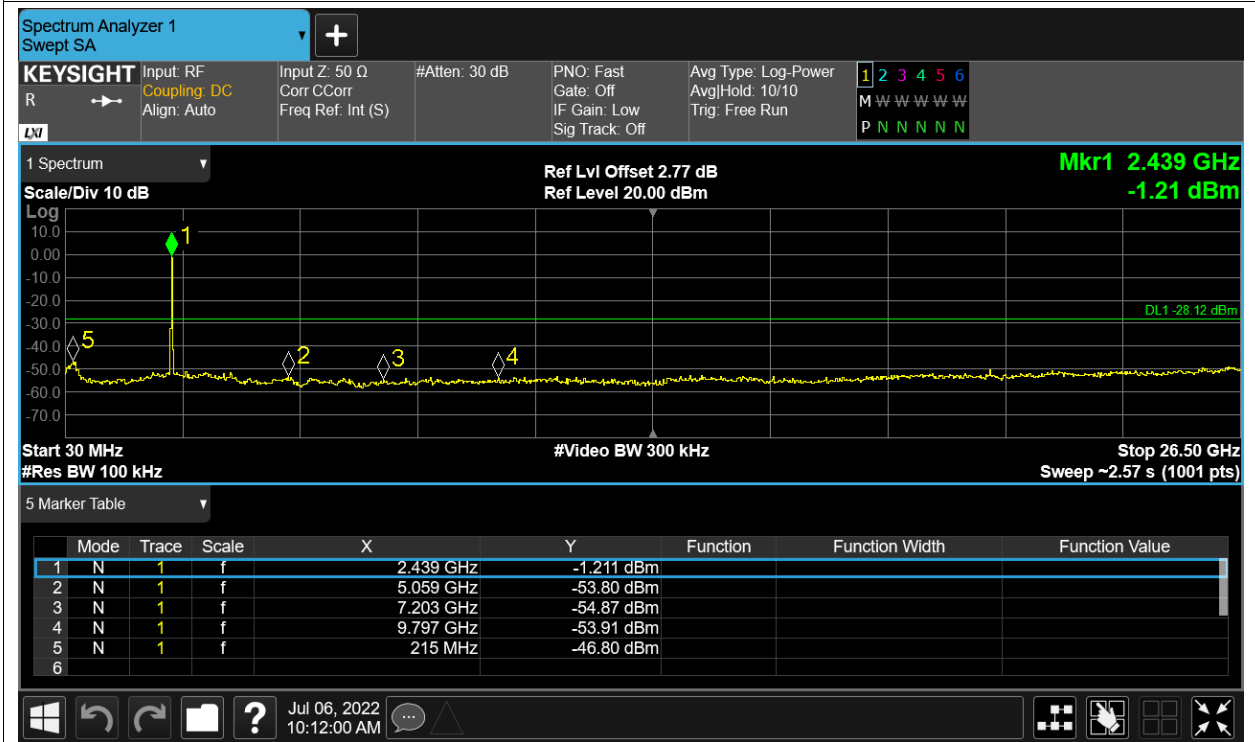 Spectrum Analyzer 1
Swept SA
+
KEYSIGHT
R
LXI
Input: RF
Coupling: DC
Align: Auto
Input Z: 50 Ω
Corr CCorr
Freq Ref: Int (S)
#Atten: 30 dB
PNO: Fast
Gate: Off
IF Gain: Low
Sig Track: Off
Avg Type: Log-Power
Avg|Hold: 10/10
Trig: Free Run
1 2 3 4 5 6
M W W W W W
P N N N N N
1 Spectrum
Scale/Div 10 dB
Ref Lvl Offset 2.77 dB
Ref Level 20.00 dBm
Mkr1 2.439 GHz
-1.21 dBm
Log
10.0
0.00
-10.0
-20.0
-30.0
-40.0
-50.0
-60.0
-70.0
1
5
2
3
4
DL1 -28.12 dBm
Start 30 MHz
#Video BW 300 kHz
Stop 26.50 GHz
#Res BW 100 kHz
Sweep ~2.57 s (1001 pts)
5 Marker Table
Mode Trace Scale X Y Function Function Width Function Value
1 N 1 f 2.439 GHz -1.211 dBm
2 N 1 f 5.059 GHz -53.80 dBm
3 N 1 f 7.203 GHz -54.87 dBm
4 N 1 f 9.797 GHz -53.91 dBm
5 N 1 f 215 MHz -46.80 dBm
6
?
Jul 06, 2022
10:12:00 AM